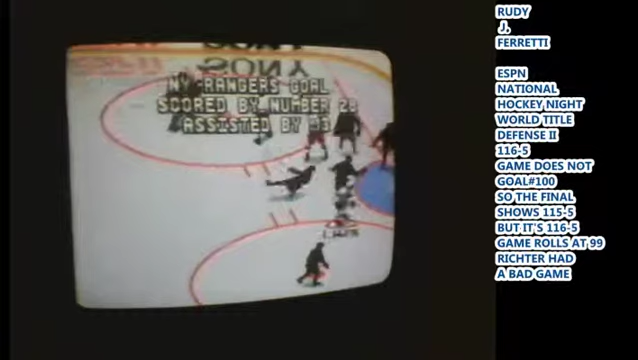 NY RANGERS GOAL
SCORED BY NUMBER 28
ASSISTED BY 33
RUDY
J.
FERRETTI
ESPN
NATIONAL
HOCKEY NIGHT
WORLD TITLE
DEFENSE II
116-5
GAME DOES NOT
GOAL#100
SO THE FINAL
SHOWS 115-5
BUT IT'S 116-5
GAME ROLLS AT 99
RICHTER HAD
A BAD GAME